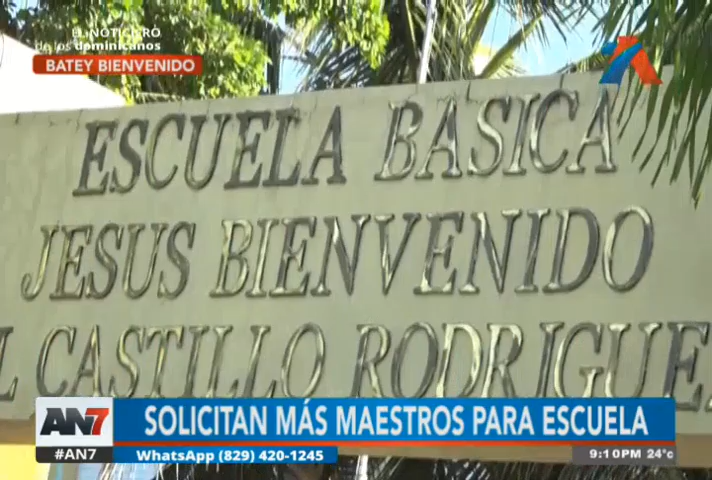 EL NOTICIERO
de los dominicanos
BATEY BIENVENIDO
ESCUELA BASICA
JESUS BIENVENIDO
L CASTILLO RODRIGUE
AN7
SOLICITAN MÁS MAESTROS PARA ESCUELA
#AN7
WhatsApp (829) 420-1245
9:10PM 24°c